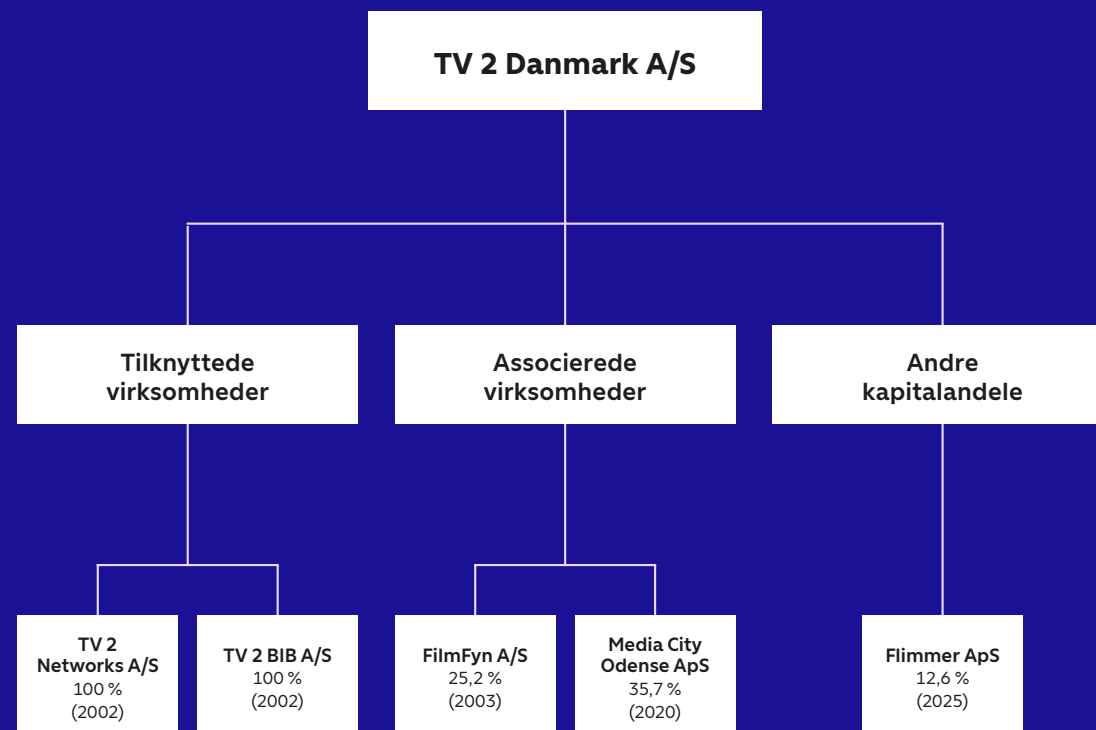 TV 2 Danmark A/S
Tilknyttede
virksomheder
Associerede
virksomheder
Andre
kapitalandele
TV 2
Networks A/S
100 %
(2002)
TV 2 BIB A/S
100 %
(2002)
FilmFyn A/S
25,2 %
(2003)
Media City
Odense ApS
35,7 %
(2020)
Flimmer ApS
12,6 %
(2025)